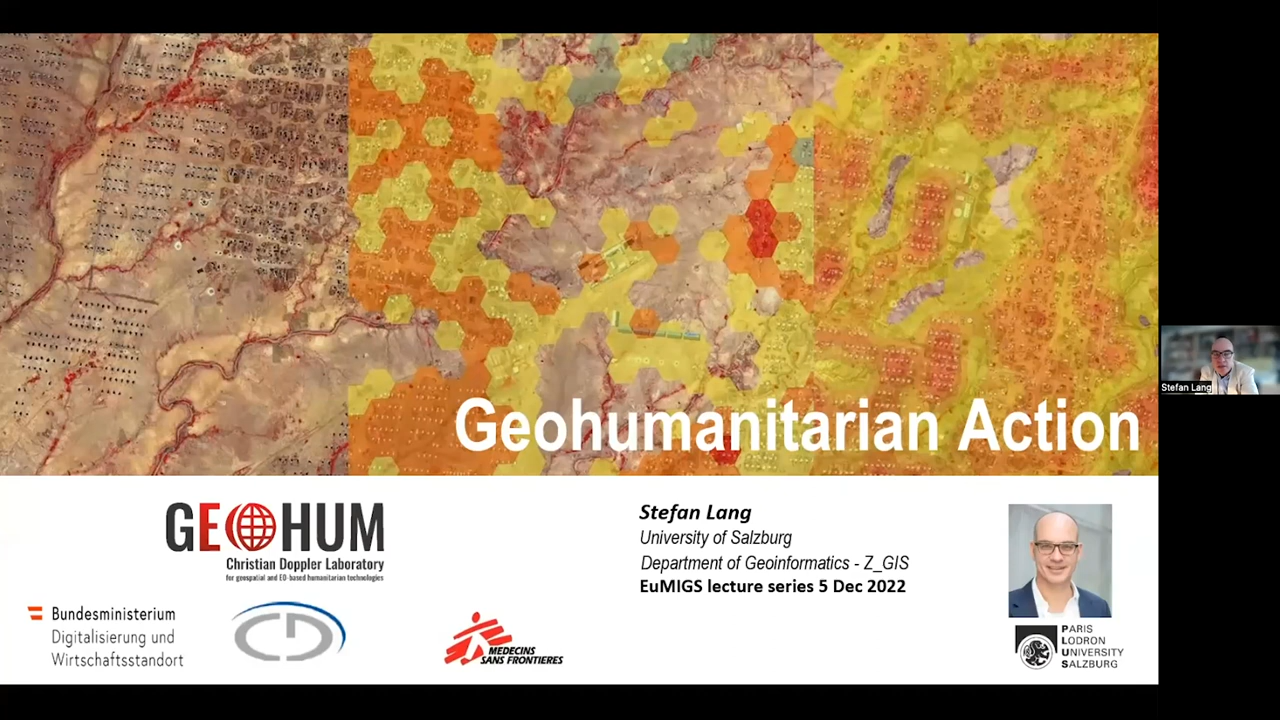 Geohumanitarian Action
GEOHUM
Christian Doppler Laboratory
for geospatial and EO-based humanitarian technologies
Bundesministerium
Digitalisierung und
Wirtschaftsstandort
CD
MEDECINS
SANS FRONTIERES
Stefan Lang
University of Salzburg
Department of Geoinformatics - Z_GIS
EuMIGS lecture series 5 Dec 2022
PARIS
LODRON
UNIVERSITY
SALZBURG
PLUS
Stefan Lang